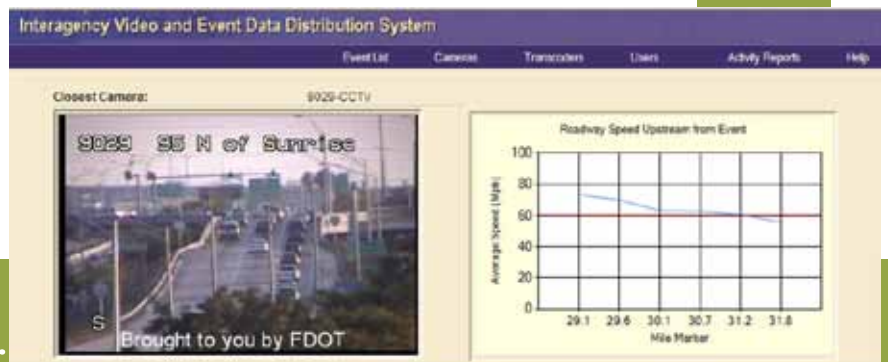 Interagency Video and Event Data Distribution System
Event List Cameras Transcoders Users Activity Reports Help
Closest Camera: 9029-CCTV
9029 95 N of Sunrise
S
Brought to you by FDOT
Roadway Speed Upstream from Event
Average Speed (Mph)
100
80
60
40
20
0
29.1 29.6 30.1 30.7 31.2 31.8
Mile Marker